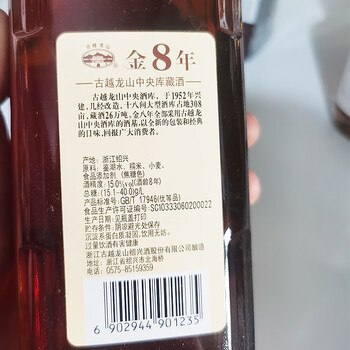 古越龙山
金8年
古越龙山中央库藏酒
古越龙山中央酒库，于1952年兴
建，几经改造，十八间大型酒库占地308
亩，藏酒26万吨。金八年全部采用古越龙
山中央酒库的基酒，以全新的包装和经典
的口味，回报广大消费者。
产地：浙江绍兴
原料：鉴湖水、糯米、小麦、
食品添加剂（焦糖色）
酒精度：15.0%vol(酒龄8年)
总糖：(15.1-40.0)g/L
产品标准号：GB/T 17946(优等品)
食品生产许可证编号：SC10333060200022
生产日期：见瓶盖打印
贮存条件：阴凉避光处保存
沉淀系蛋白质凝固，饮用无妨。
过量饮酒有害健康
浙江古越龙山绍兴酒股份有限公司酿造
地址：浙江省绍兴市北海桥
电话：0575-85159359
6 902944 901235